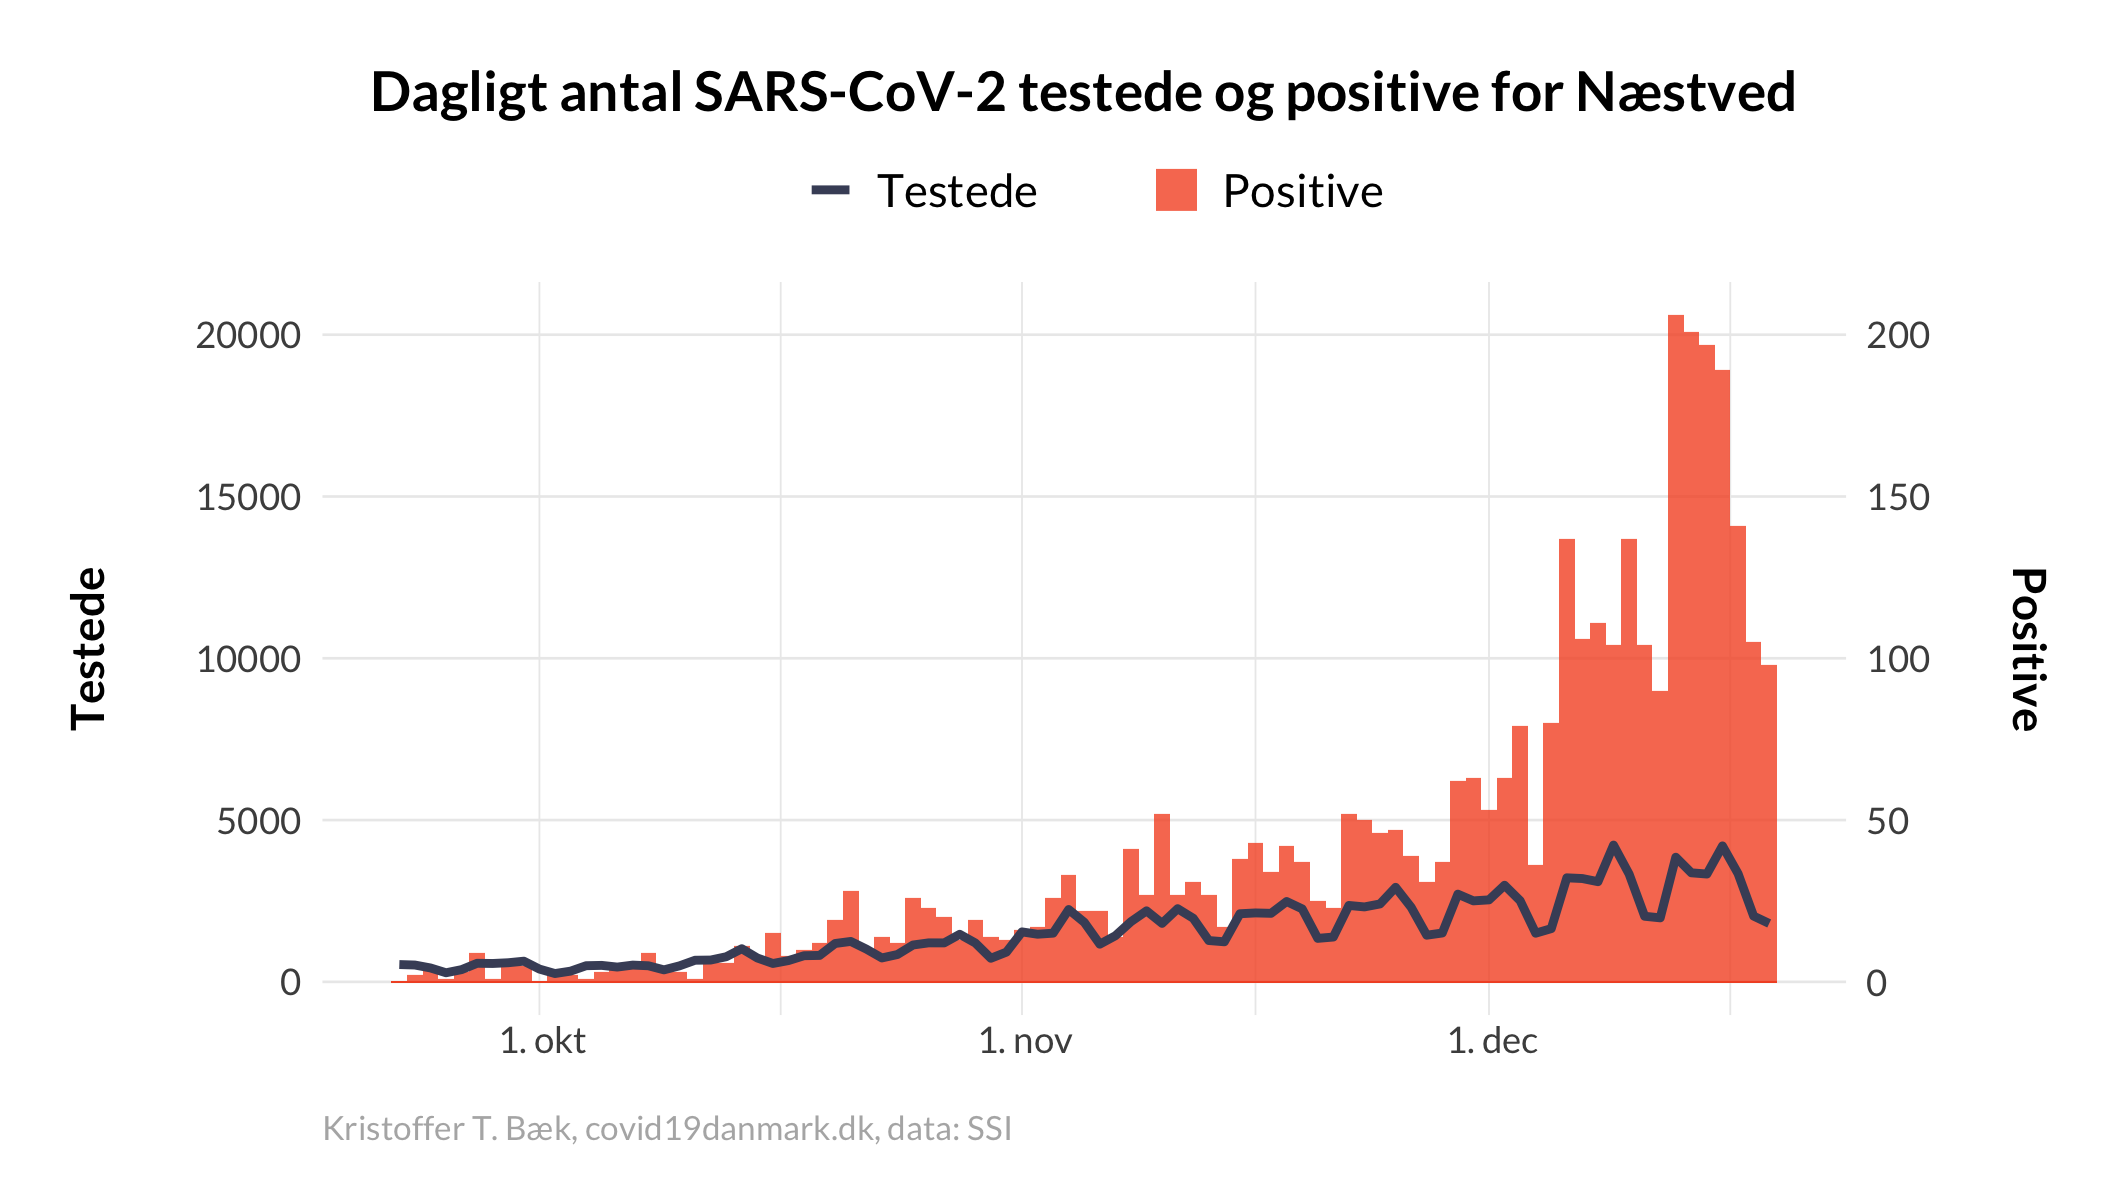 Dagligt antal SARS-CoV-2 testede og positive for Næstved
Testede
Positive
20000
15000
10000
5000
0
Testede
200
150
100
50
0
Positive
1. okt
1. nov
1. dec
Kristoffer T. Bæk, covid19danmark.dk, data: SSI